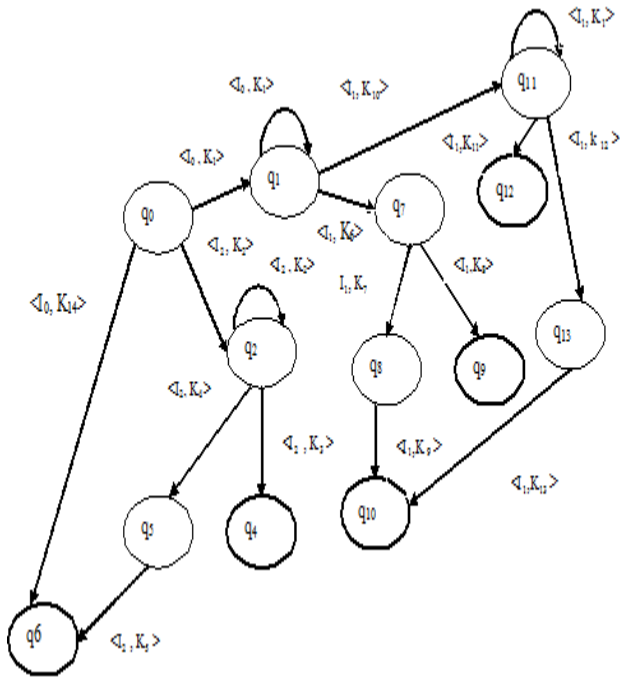 <I₁, K₁>
q11
<I₀, K₁>
<I₁, K₁₀>
<I₁,K₁₁>
<I₁, k₁₂>
<I₀, K₁>
q1
q12
q0
q7
<I₂, K₂>
<I₁, K₆>
<I₂, K₂>
I₁, K₇
<I₁,K₈>
<I₀, K₁4>
q2
q8
q9
q13
<I₂, K₄>
<I₂, K₃>
<I₁,K₉>
<I₁,K₁₃>
q5
q4
q10
q6
<I₂, K₅>